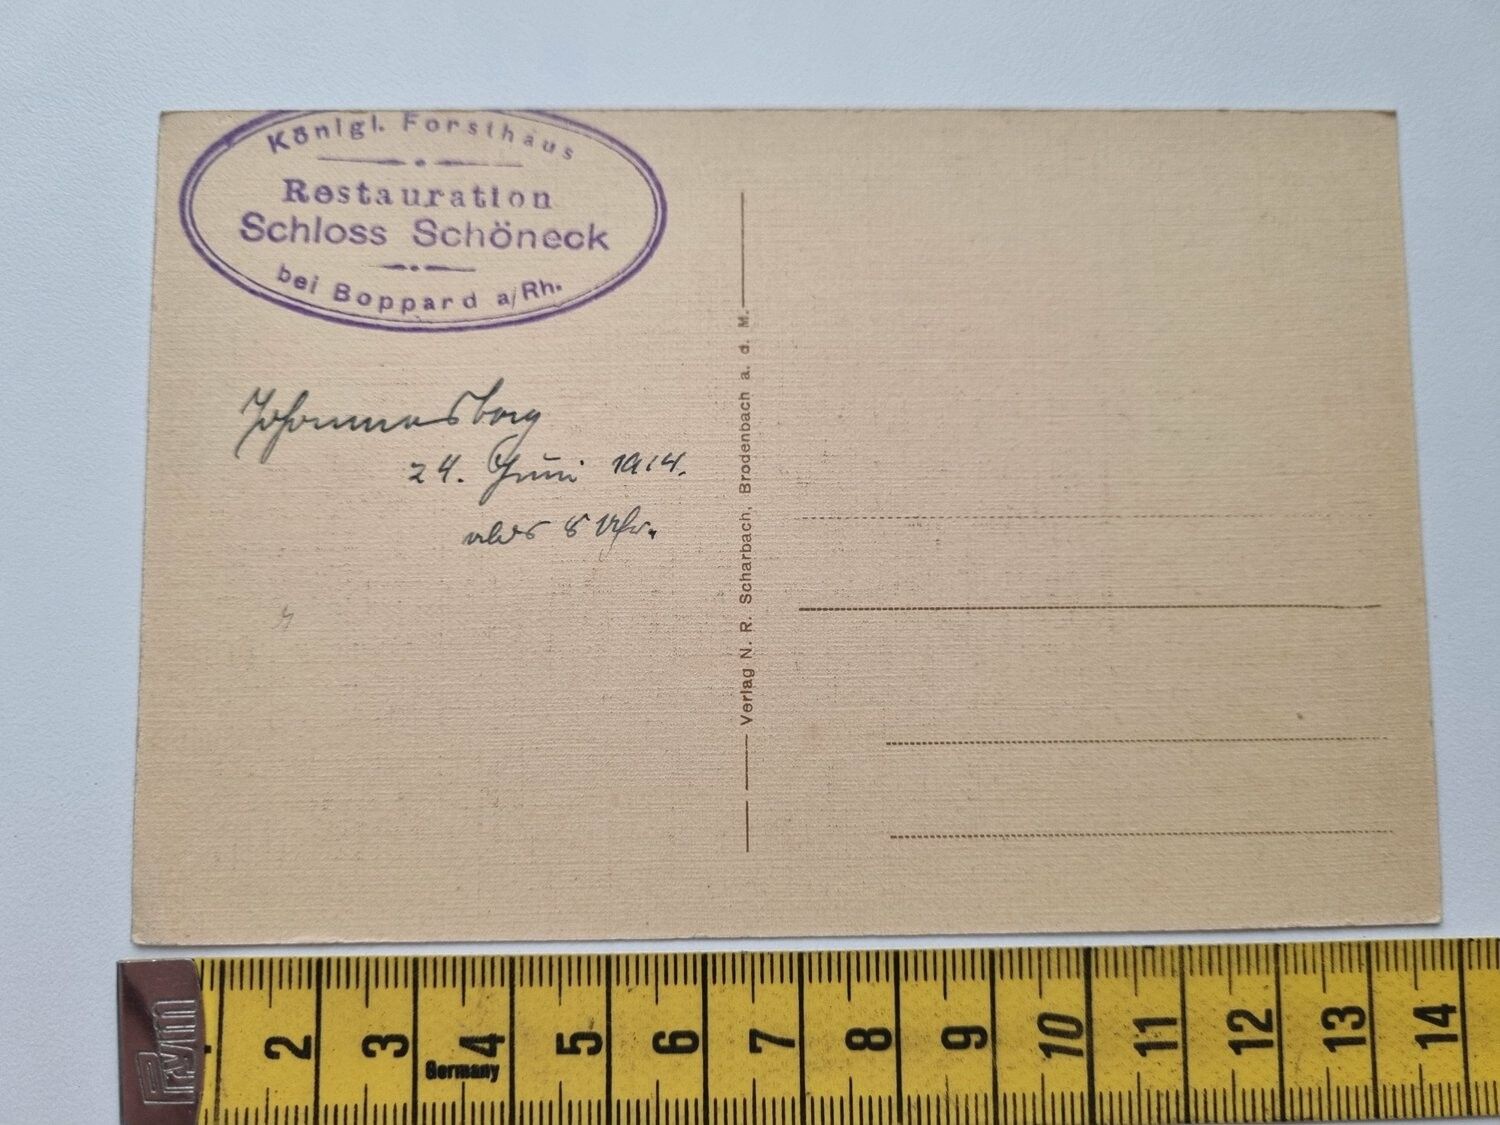 Königl. Forsthaus
Restauration
Schloss Schöneck
bei Boppard a/Rh.
Johannesberg
24. Juni 1914.
8 Uhr.
Verlag N. R. Scharbach, Brodenbach a. d. M.
2
3
4
5
6
7
8
9
10
11
12
13
14
Germany